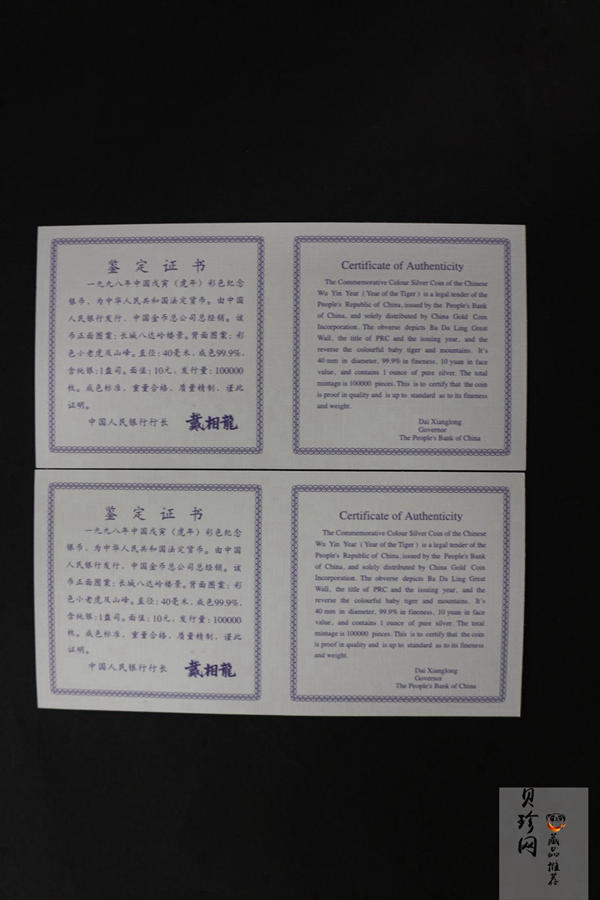 鉴定证书
一九九八年中国戊寅（虎年）彩色纪念
银币，为中华人民共和国法定货币。由中国
人民银行发行，中国金币总公司总经销。该
币正面图案：长城八达岭楼景。背面图案：彩
色小老虎及山峰。直径：40毫米，成色99.9%，
含纯银：1盎司。面值：10元，发行量：100000
枚。成色标准，重量合格，质量精制，谨此
证明。
中国人民银行行长 戴相龍
Certificate of Authenticity
The Commemorative Colour Silver Coin of the Chinese
Wu Yin Year (Year of the Tiger) is a legal tender of the
People's Republic of China, issued by the People's Bank
of China, and solely distributed by China Gold Coin
Incorporation. The obverse depicts Ba Da Ling Great
Wall, the title of PRC and the issuing year, and the
reverse the colourful baby tiger and mountains. It's
40 mm in diameter, 99.9% in fineness, 10 yuan in face
value, and contains 1 ounce of pure silver. The total
mintage is 100000 pieces. This is to certify that the coin
is proof in quality and is up to standard as to its fineness
and weight.
Dai Xianglong
Governor
The People's Bank of China
鉴定证书
一九九八年中国戊寅（虎年）彩色纪念
银币，为中华人民共和国法定货币。由中国
人民银行发行，中国金币总公司总经销。该
币正面图案：长城八达岭楼景。背面图案：彩
色小老虎及山峰。直径：40毫米，成色99.9%，
含纯银：1盎司。面值：10元，发行量：100000
枚。成色标准，重量合格，质量精制，谨此
证明。
中国人民银行行长 戴相龍
Certificate of Authenticity
The Commemorative Colour Silver Coin of the Chinese
Wu Yin Year (Year of the Tiger) is a legal tender of the
People's Republic of China, issued by the People's Bank
of China, and solely distributed by China Gold Coin
Incorporation. The obverse depicts Ba Da Ling Great
Wall, the title of PRC and the issuing year, and the
reverse the colourful baby tiger and mountains. It's
40 mm in diameter, 99.9% in fineness, 10 yuan in face
value, and contains 1 ounce of pure silver. The total
mintage is 100000 pieces. This is to certify that the coin
is proof in quality and is up to standard as to its fineness
and weight.
Dai Xianglong
Governor
The People's Bank of China
贝珍网
藏品推荐